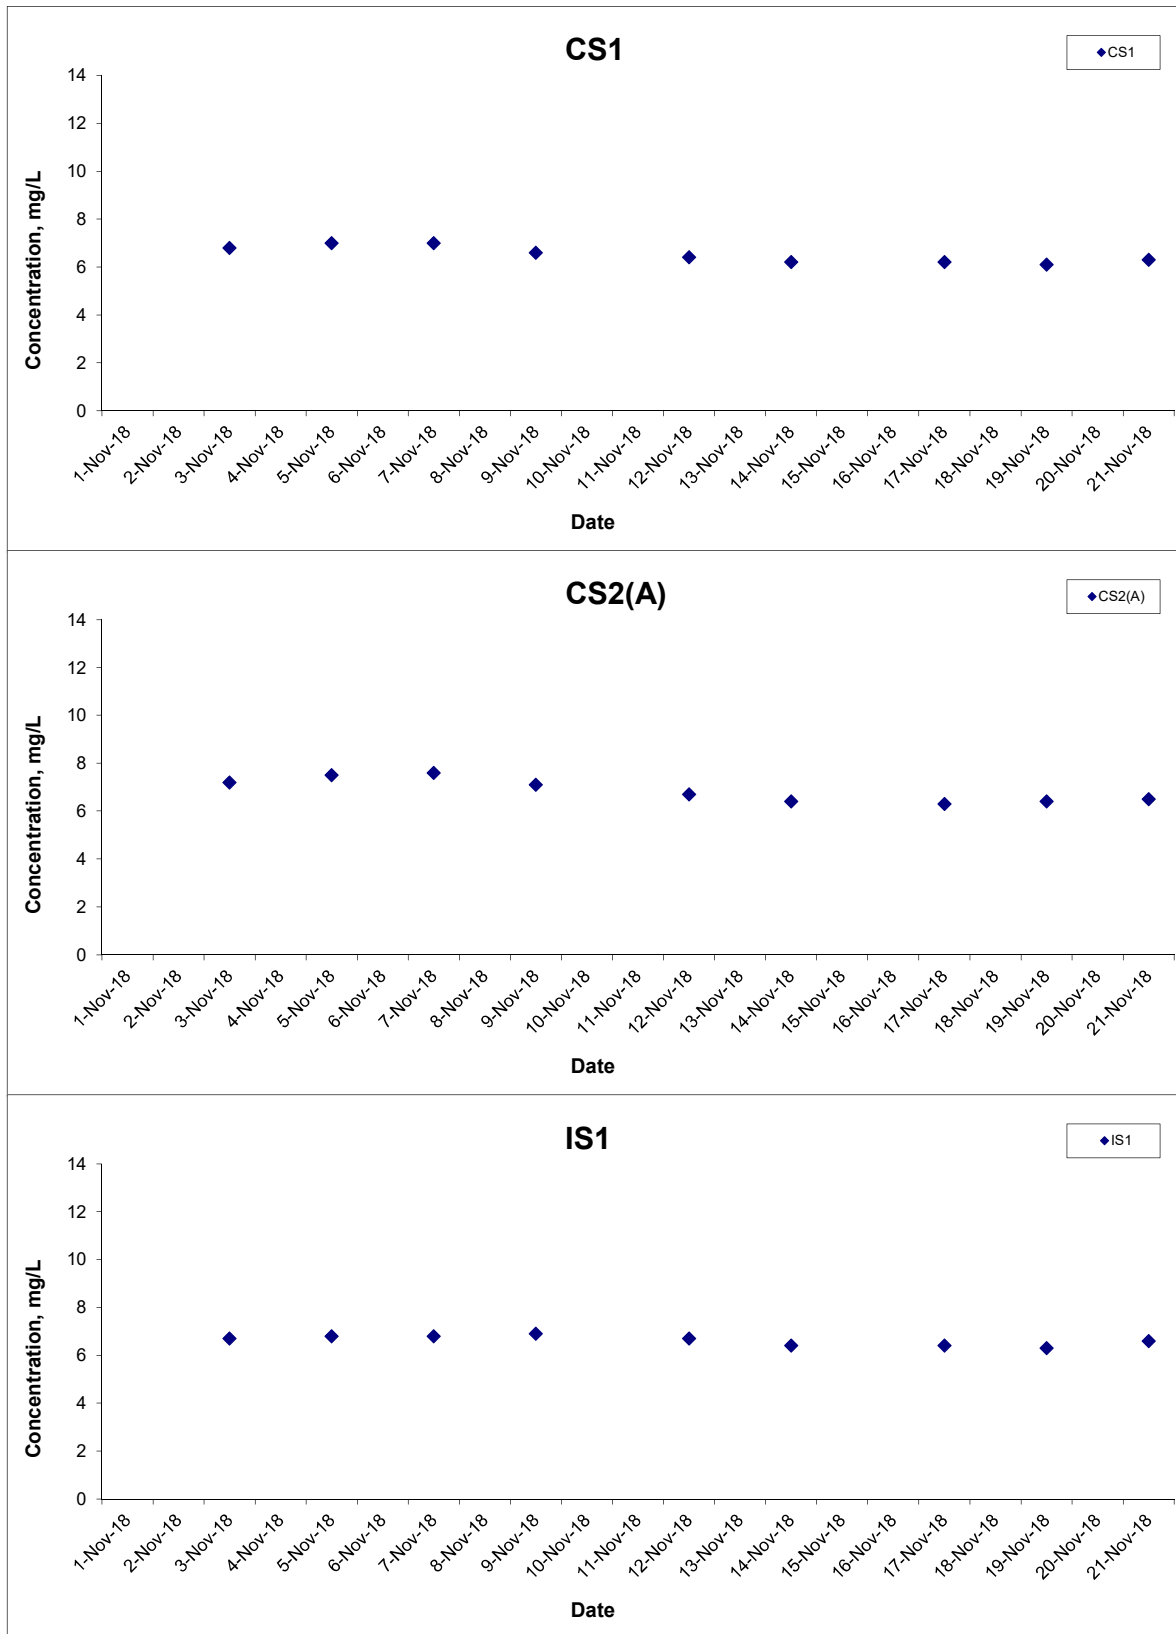 CS1
CS1
14
12
10
8
6
4
2
0
Concentration, mg/L
1-Nov-18
2-Nov-18
3-Nov-18
4-Nov-18
5-Nov-18
6-Nov-18
7-Nov-18
8-Nov-18
9-Nov-18
10-Nov-18
11-Nov-18
12-Nov-18
13-Nov-18
14-Nov-18
15-Nov-18
16-Nov-18
17-Nov-18
18-Nov-18
19-Nov-18
20-Nov-18
21-Nov-18
Date
CS2(A)
CS2(A)
14
12
10
8
6
4
2
0
Concentration, mg/L
1-Nov-18
2-Nov-18
3-Nov-18
4-Nov-18
5-Nov-18
6-Nov-18
7-Nov-18
8-Nov-18
9-Nov-18
10-Nov-18
11-Nov-18
12-Nov-18
13-Nov-18
14-Nov-18
15-Nov-18
16-Nov-18
17-Nov-18
18-Nov-18
19-Nov-18
20-Nov-18
21-Nov-18
Date
IS1
IS1
14
12
10
8
6
4
2
0
Concentration, mg/L
1-Nov-18
2-Nov-18
3-Nov-18
4-Nov-18
5-Nov-18
6-Nov-18
7-Nov-18
8-Nov-18
9-Nov-18
10-Nov-18
11-Nov-18
12-Nov-18
13-Nov-18
14-Nov-18
15-Nov-18
16-Nov-18
17-Nov-18
18-Nov-18
19-Nov-18
20-Nov-18
21-Nov-18
Date